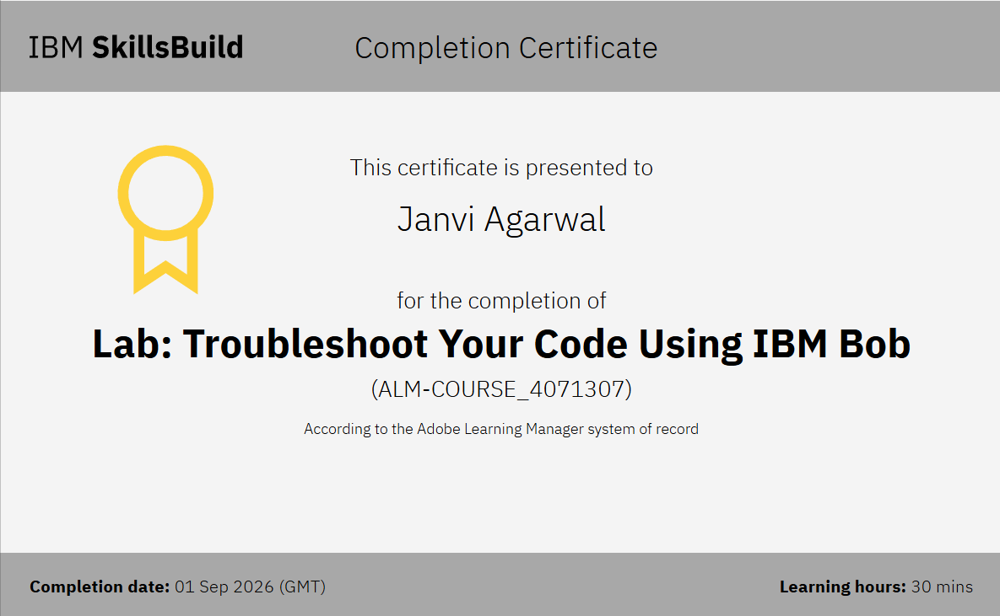 IBM SkillsBuild
Completion Certificate
This certificate is presented to
Janvi Agarwal
for the completion of
Lab: Troubleshoot Your Code Using IBM Bob
(ALM-COURSE_4071307)
According to the Adobe Learning Manager system of record
Completion date: 01 Sep 2026 (GMT)
Learning hours: 30 mins